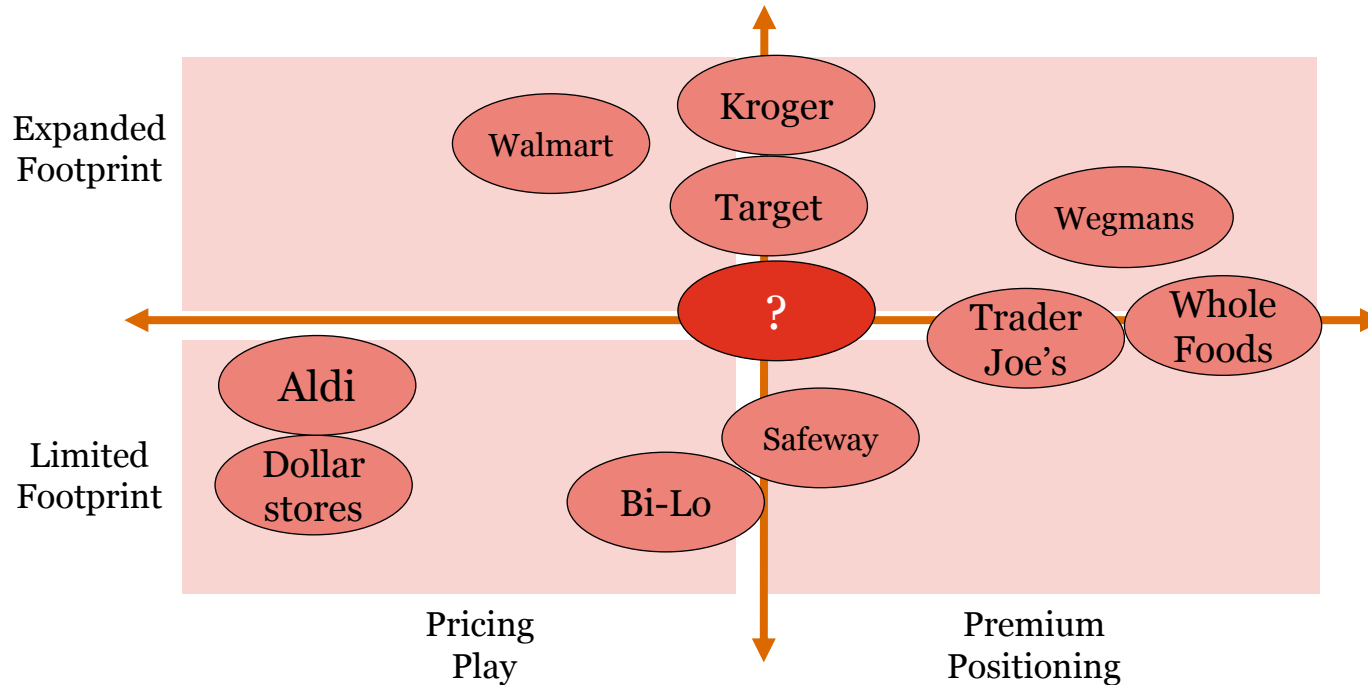 Expanded
Footprint
Kroger
Walmart
Target
Wegmans
?
Trader
Joe’s
Whole
Foods
Aldi
Safeway
Limited
Footprint
Dollar
stores
Bi-Lo
Pricing
Play
Premium
Positioning